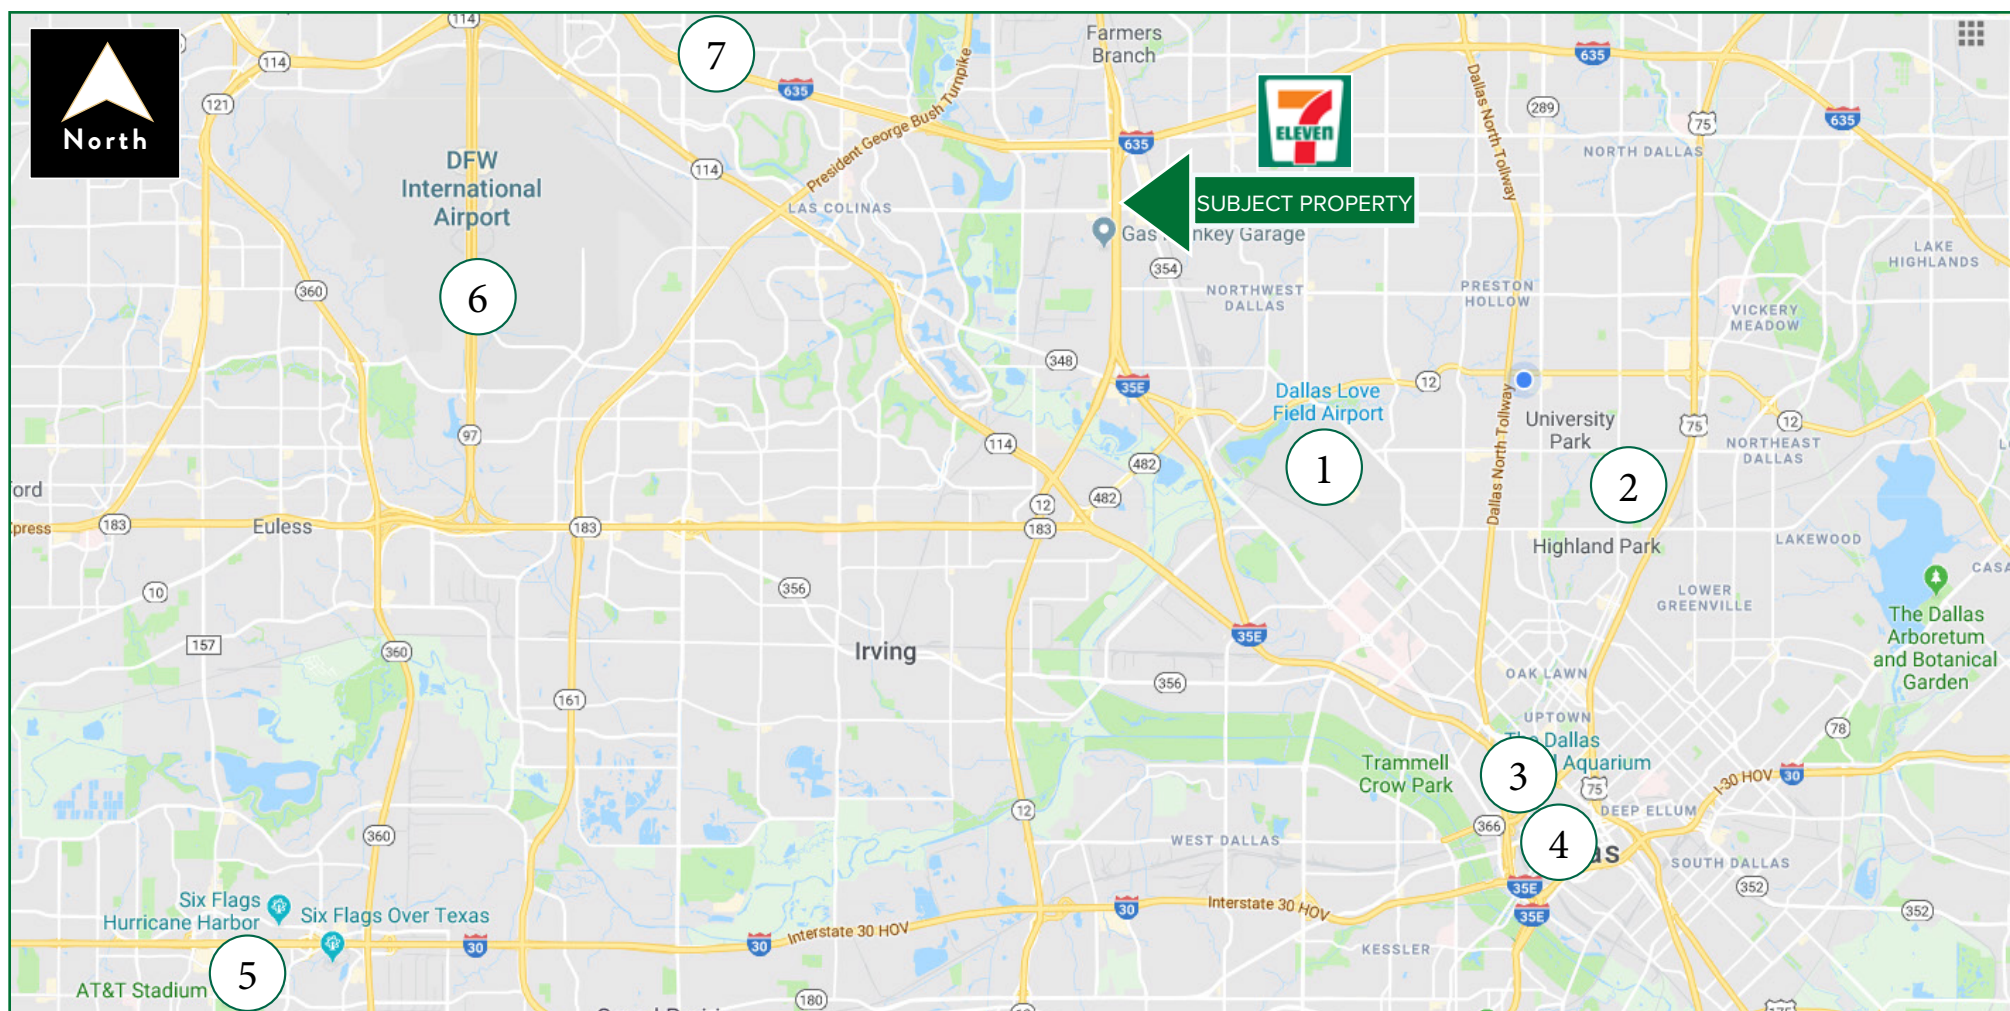 114
7
Farmers
Branch
635
635
North
114
121
President George Bush Turnpike
635
7
ELEVEN
Dallas North Tollway
289
75
635
NORTH DALLAS
DFW
International
Airport
114
LAS COLINAS
SUBJECT PROPERTY
Gas
nkey Garage
354
LAKE
HIGHLANDS
6
360
NORTHWEST
DALLAS
PRESTON
HOLLOW
VICKERY
MEADOW
348
35E
12
Dallas Love
Field Airport
University
Park
75
12
NORTHEAST
DALLAS
97
114
482
1
2
Dallas North Tollway
ord
12
482
press
183
Euless
183
183
Highland Park
LAKEWOOD
CASA
10
356
LOWER
GREENVILLE
157
360
Irving
35E
The Dallas
Arboretum
and Botanical
Garden
161
356
OAK LAWN
UPTOWN
78
The Dallas
Aquarium
Trammell
Crow Park
3
75
I-30 HOV
30
DEEP ELLUM
360
12
366
WEST DALLAS
4
as
SOUTH DALLAS
35E
352
352
Six Flags
Hurricane Harbor
Six Flags Over Texas
30
Interstate 30 HOV
35E
30
30
Interstate 30 HOV
KESSLER
5
AT&T Stadium
180